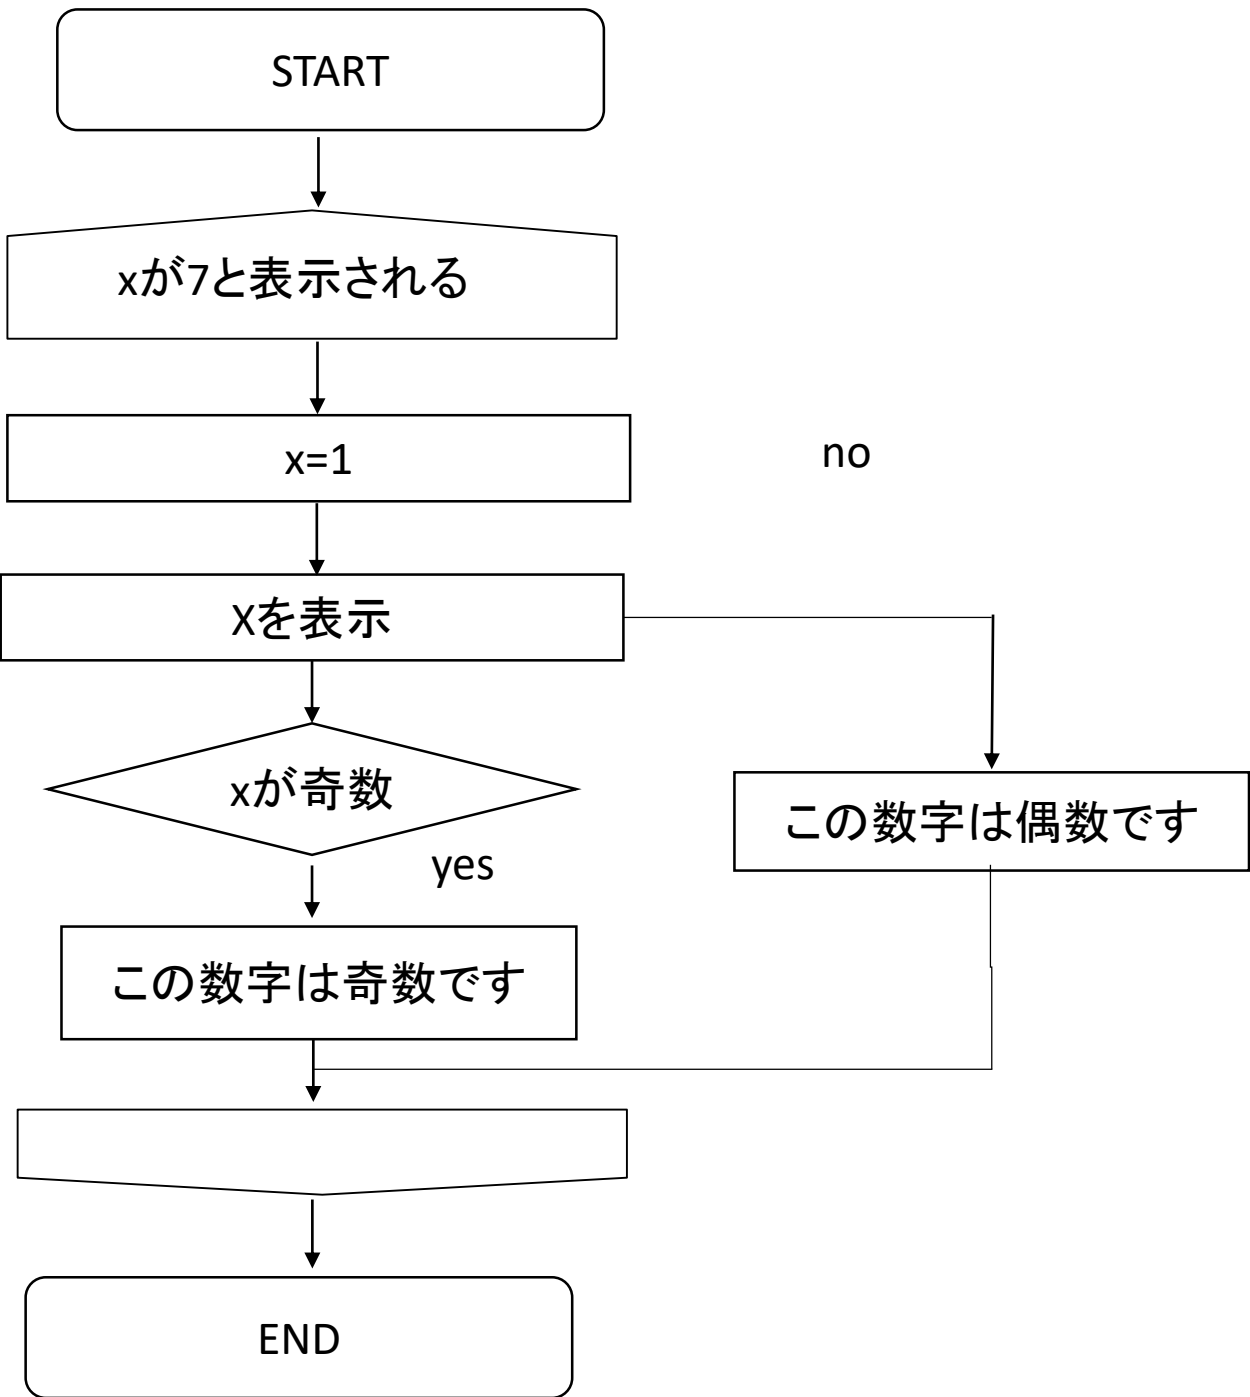 START
xが7と表示される
x=1
no
Xを表示
xが奇数
この数字は偶数です
yes
この数字は奇数です
END